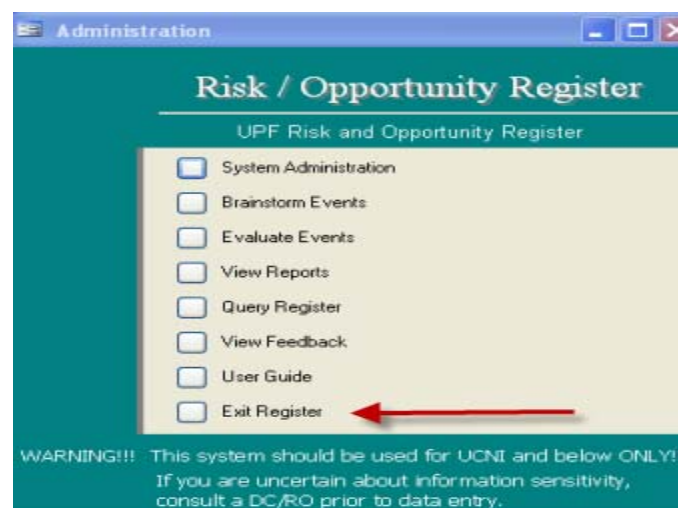 Administration
Risk / Opportunity Register
UPF Risk and Opportunity Register
System Administration
Brainstorm Events
Evaluate Events
View Reports
Query Register
View Feedback
User Guide
Exit Register
WARNING!!! This system should be used for UCNI and below ONLY!
If you are uncertain about information sensitivity,
consult a DC/RO prior to data entry.